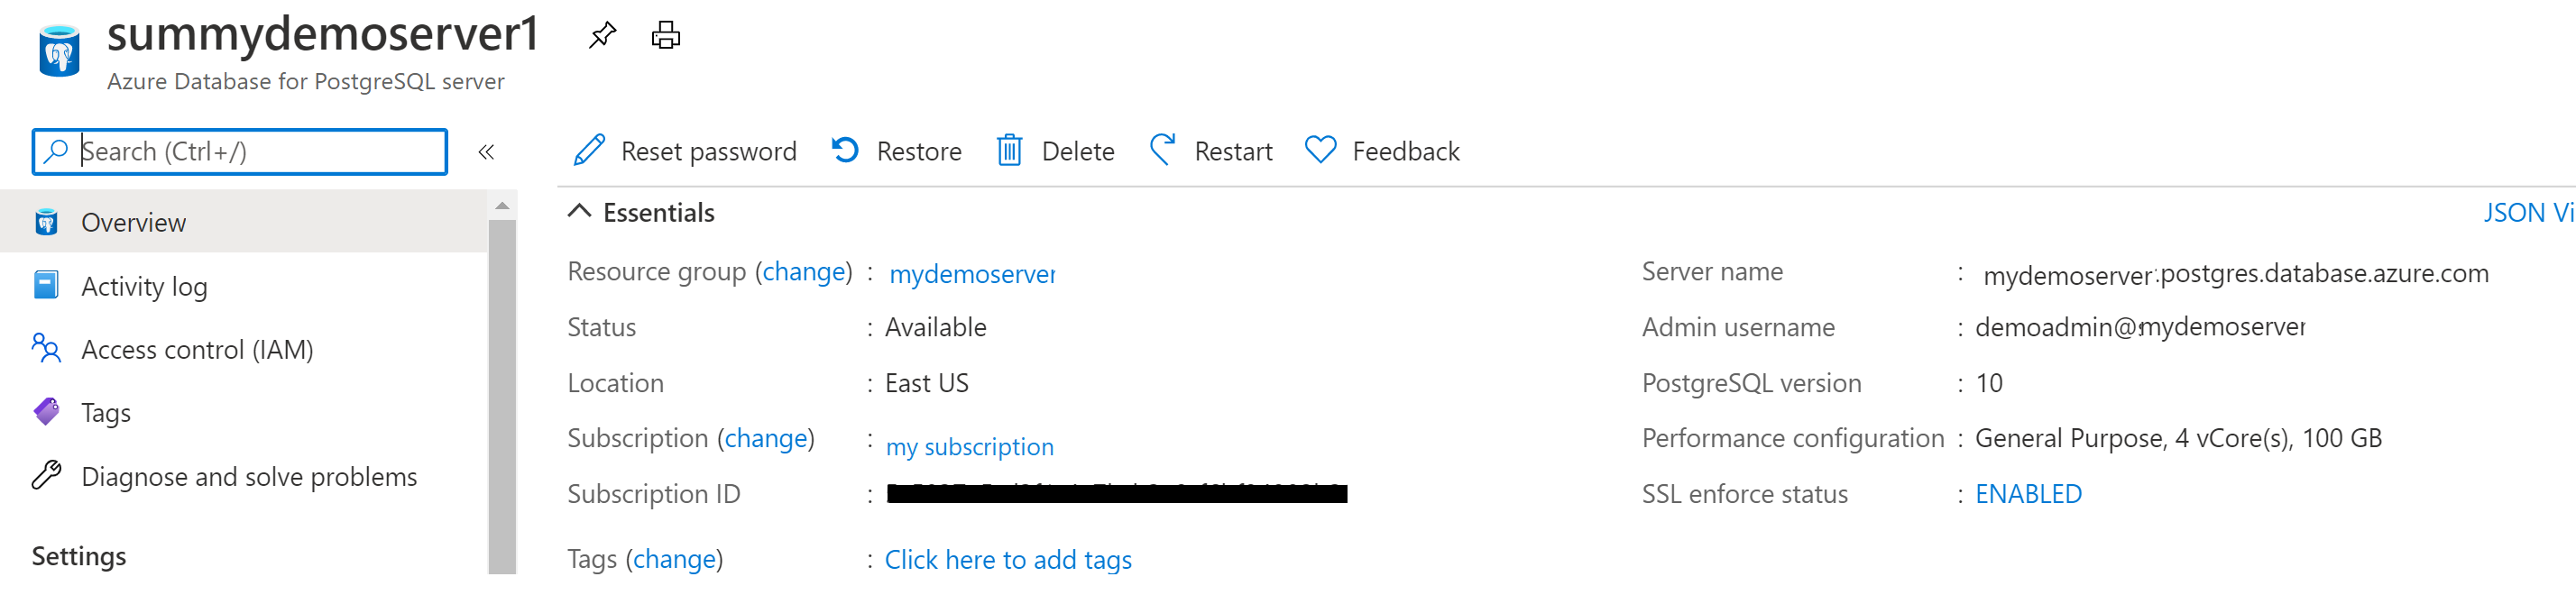 summydemoserver1
Azure Database for PostgreSQL server
Search (Ctrl+/)
«
Reset password
Restore
Delete
Restart
Feedback
Overview
Activity log
Access control (IAM)
Tags
Diagnose and solve problems
Settings
Essentials
JSON Vi
Resource group (change) : mydemoserver
Status : Available
Location : East US
Subscription (change) : my subscription
Subscription ID :
Tags (change) : Click here to add tags
Server name : mydemoserver.postgres.database.azure.com
Admin username : demoadmin@mydemoserver
PostgreSQL version : 10
Performance configuration : General Purpose, 4 vCore(s), 100 GB
SSL enforce status : ENABLED